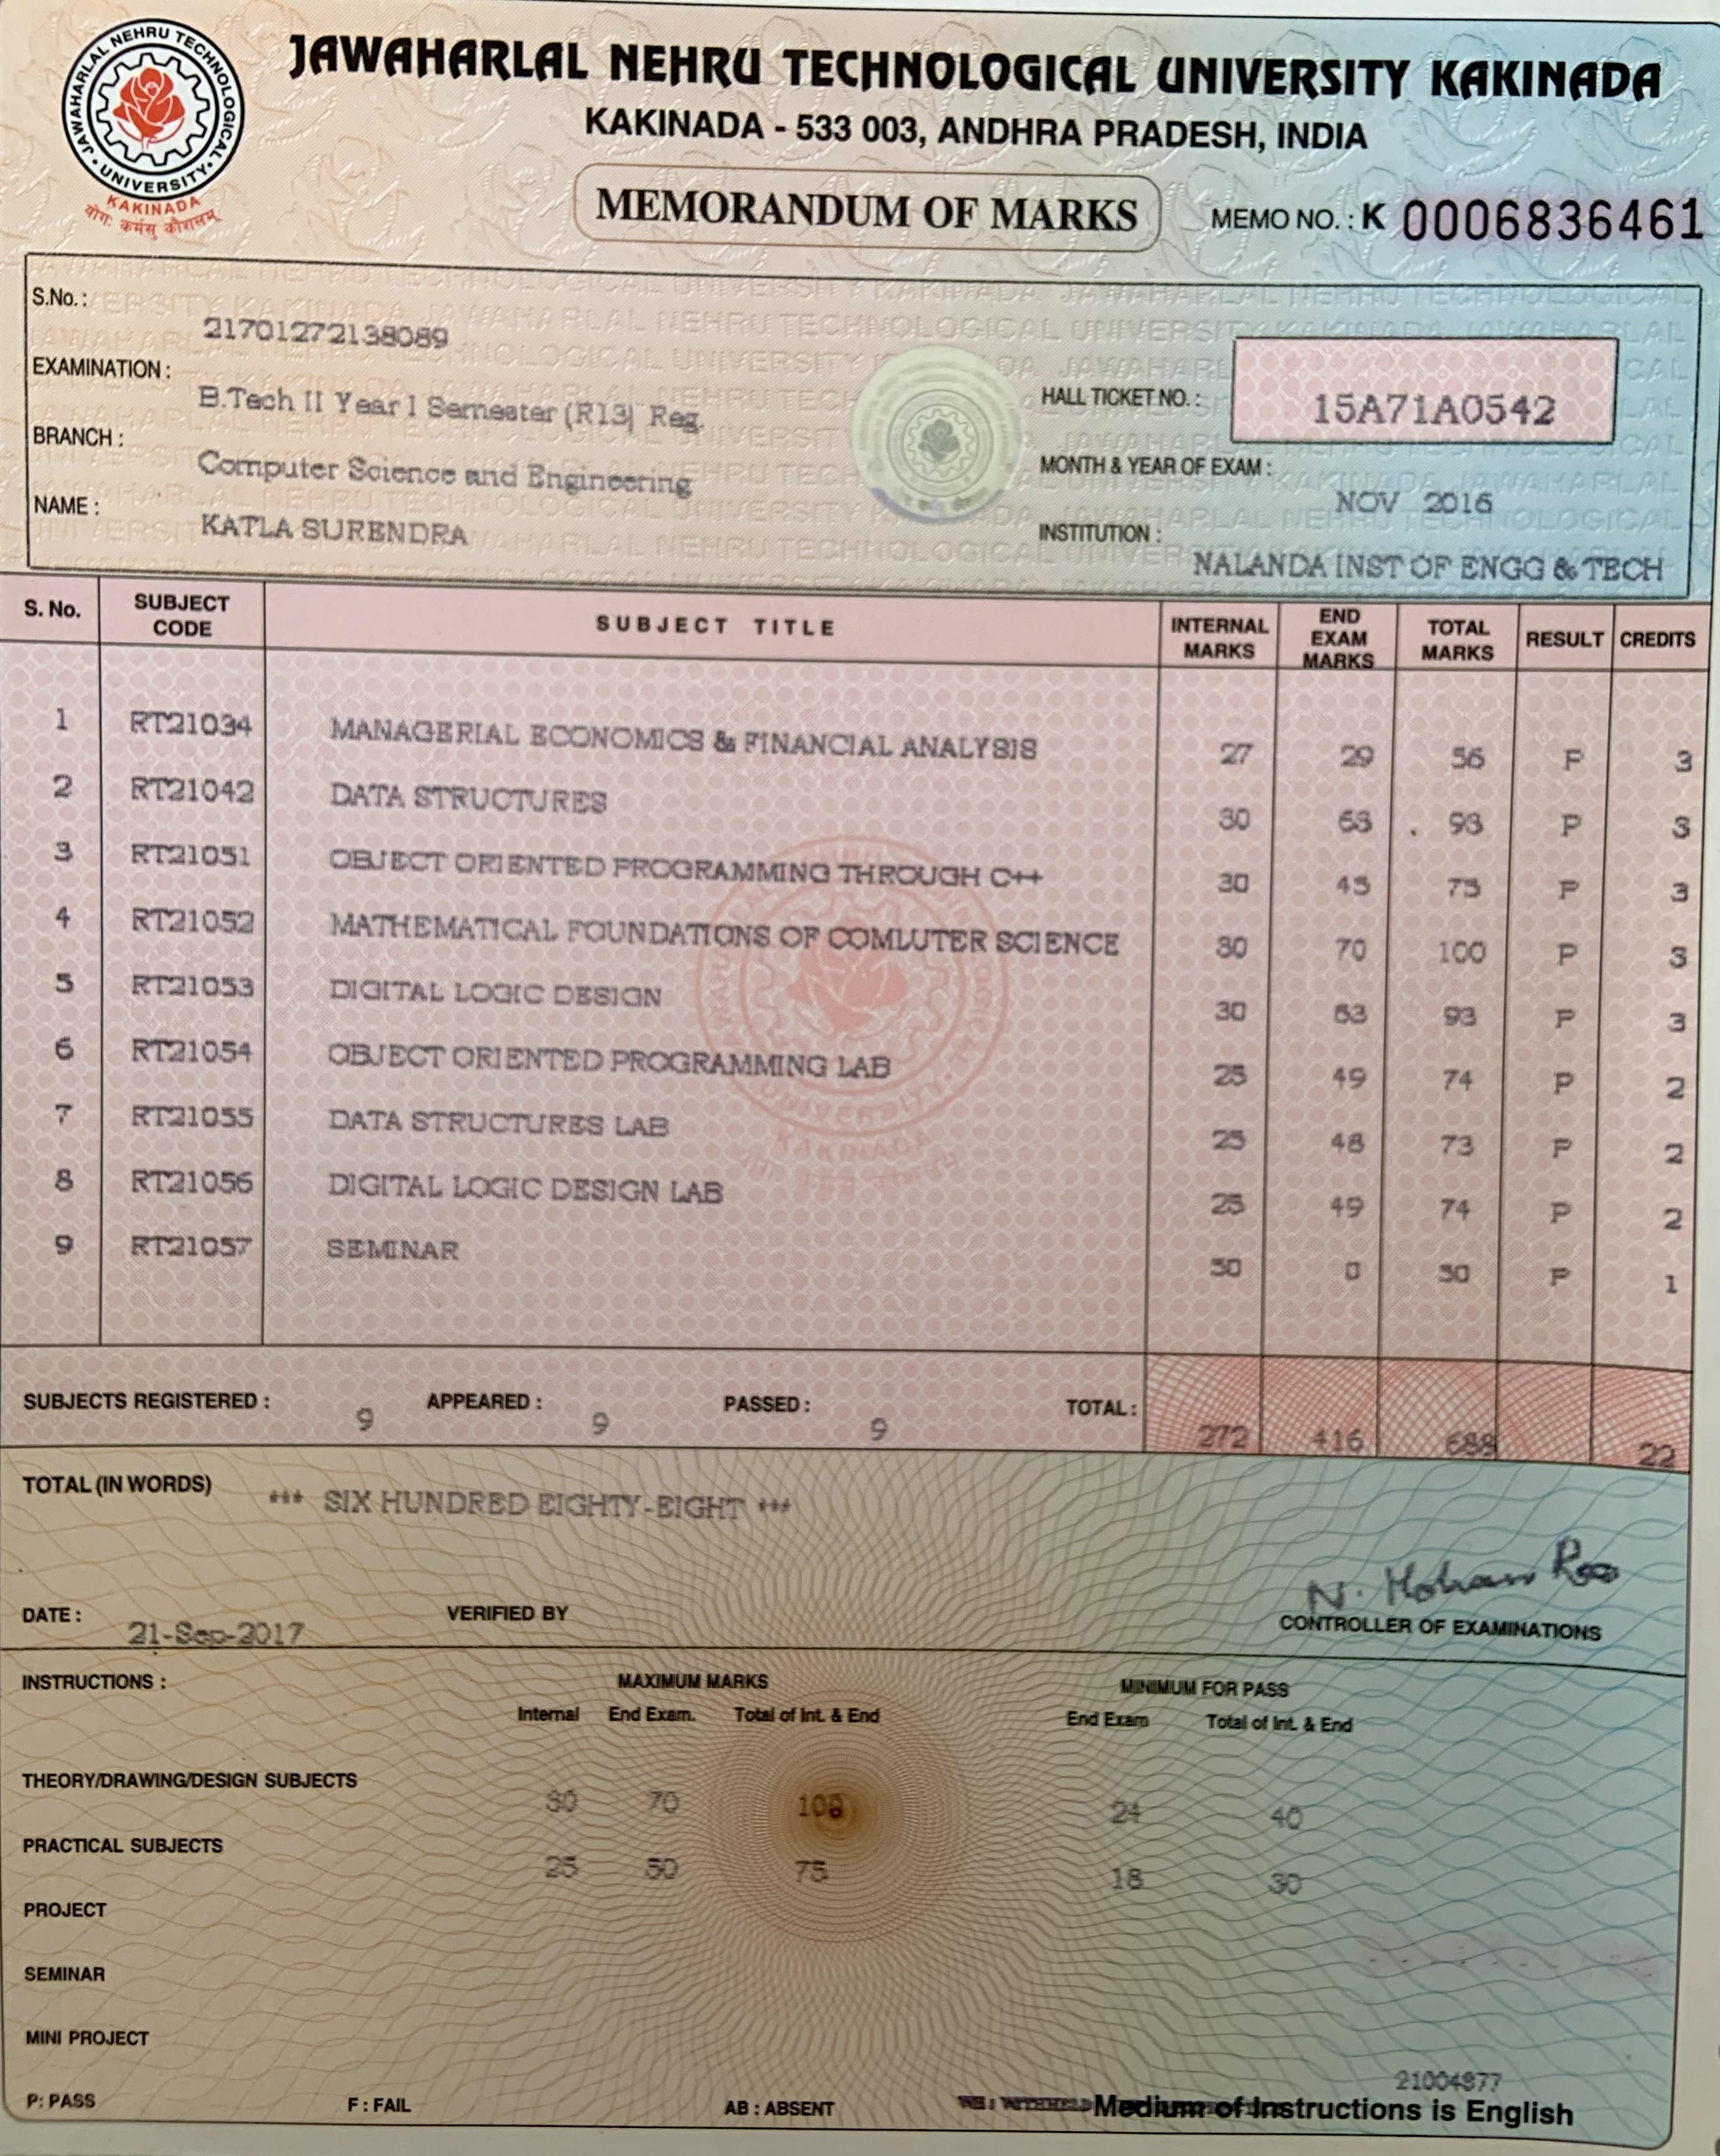 JAWAHARLAL NEHRU TECHNOLOGICAL UNIVERSITY KAKINADA
KAKINADA - 533 003, ANDHRA PRADESH, INDIA
JAWAHARLAL NEHRU TECHNOLOGICAL UNIVERSITY
KAKINADA
योगः कर्मसु कौशलम्
MEMORANDUM OF MARKS
MEMO NO. : K 0006836461
S.No. : 21701272138089
EXAMINATION : B.Tech II Year I Semester (R13) Reg.
HALL TICKET NO. : 15A71A0542
BRANCH : Computer Science and Engineering
MONTH & YEAR OF EXAM : NOV 2016
NAME : KATLA SURENDRA
INSTITUTION : NALANDA INST OF ENGG & TECH
S. No. SUBJECT CODE SUBJECT TITLE INTERNAL MARKS END EXAM MARKS TOTAL MARKS RESULT CREDITS
1 RT21034 MANAGERIAL ECONOMICS & FINANCIAL ANALYSIS 27 29 56 P 3
2 RT21042 DATA STRUCTURES 30 63 93 P 3
3 RT21051 OBJECT ORIENTED PROGRAMMING THROUGH C++ 30 45 75 P 3
4 RT21052 MATHEMATICAL FOUNDATIONS OF COMLUTER SCIENCE 30 70 100 P 3
5 RT21053 DIGITAL LOGIC DESIGN 30 63 93 P 3
6 RT21054 OBJECT ORIENTED PROGRAMMING LAB 25 49 74 P 2
7 RT21055 DATA STRUCTURES LAB 25 48 73 P 2
8 RT21056 DIGITAL LOGIC DESIGN LAB 25 49 74 P 2
9 RT21057 SEMINAR 50 0 50 P 1
SUBJECTS REGISTERED : 9 APPEARED : 9 PASSED : 9 TOTAL : 272 416 688 22
TOTAL (IN WORDS) *** SIX HUNDRED EIGHTY-EIGHT ***
N. Mohan Rao
DATE : 21-Sep-2017 VERIFIED BY CONTROLLER OF EXAMINATIONS
INSTRUCTIONS : MAXIMUM MARKS MINIMUM FOR PASS
Internal End Exam. Total of Int. & End End Exam Total of Int. & End
THEORY/DRAWING/DESIGN SUBJECTS 30 70 100 24 40
PRACTICAL SUBJECTS 25 50 75 18 30
PROJECT
SEMINAR
MINI PROJECT
21004877
P: PASS F : FAIL AB : ABSENT Medium of Instructions is English